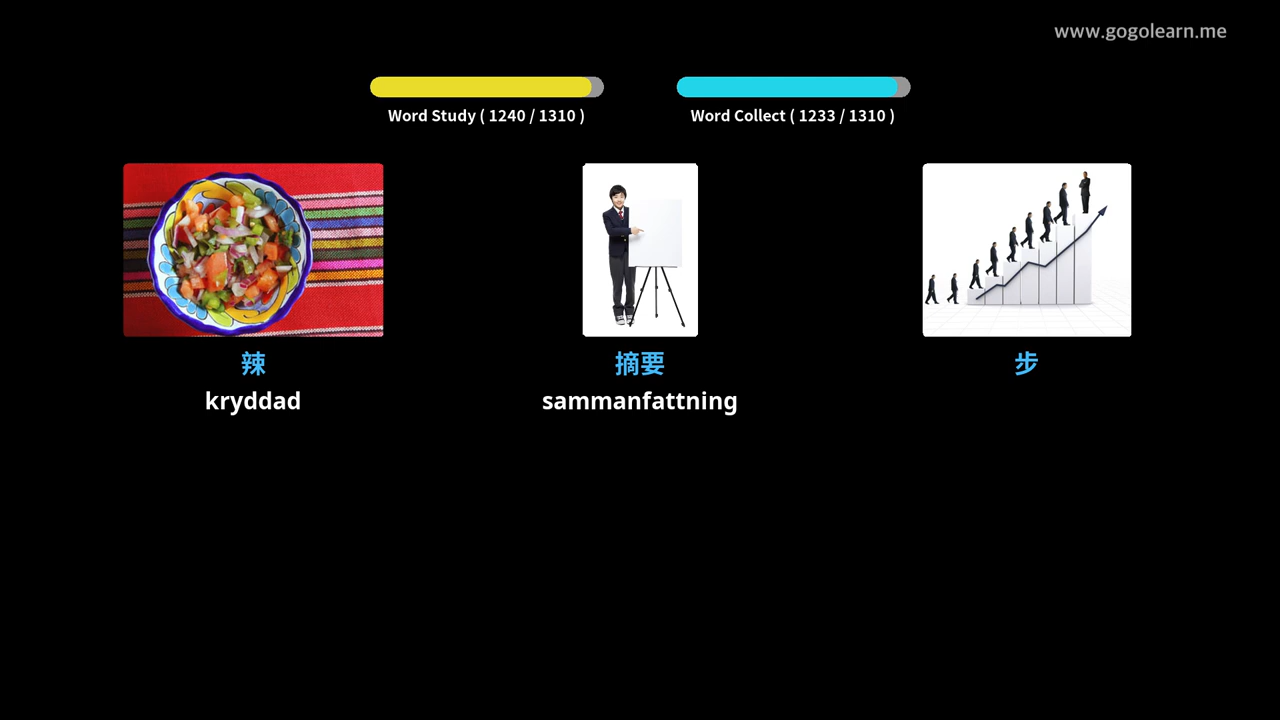 www.gogolearn.me
Word Study ( 1240 / 1310 )
Word Collect ( 1233 / 1310 )
辣
摘要
步
kryddad
sammanfattning